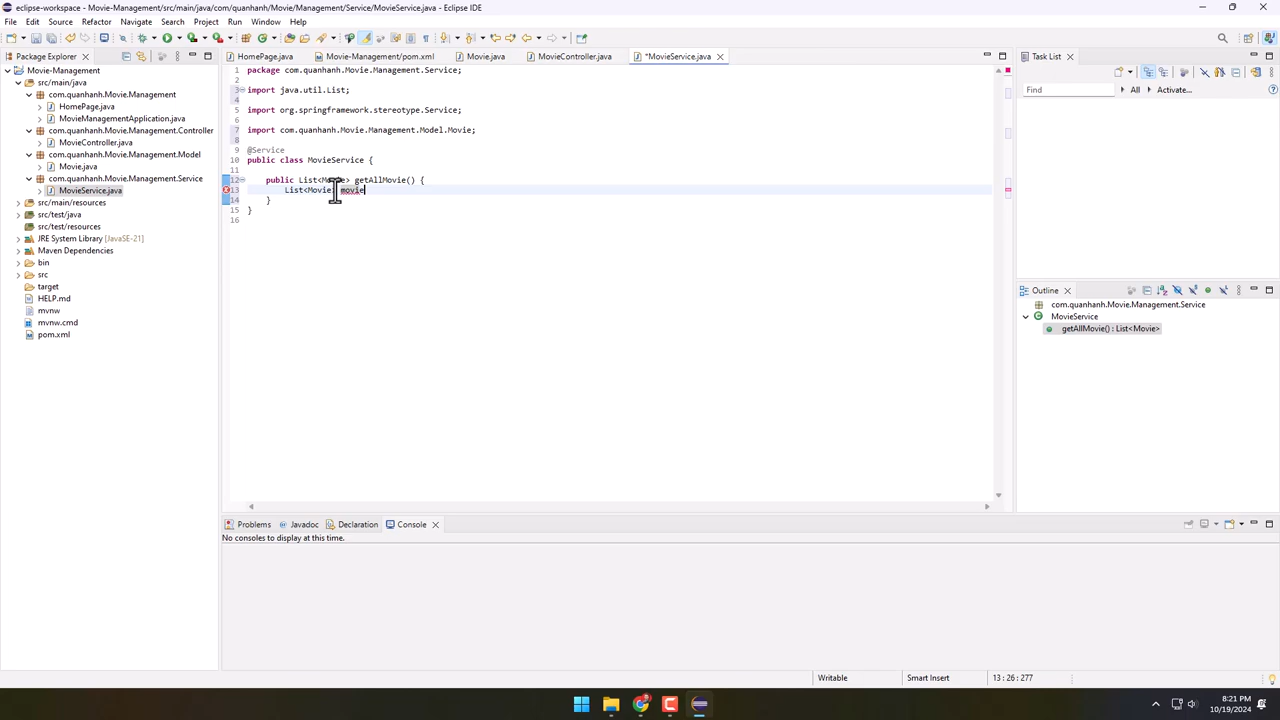 eclipse-workspace - Movie-Management/src/main/java/com/quanhanh/Movie/Management/Service/MovieService.java - Eclipse IDE
File Edit Source Refactor Navigate Search Project Run Window Help
Package Explorer
HomePage.java
Movie-Management/pom.xml
Movie.java
MovieController.java
*MovieService.java
Task List
Movie-Management
src/main/java
com.quanhanh.Movie.Management
HomePage.java
MovieManagementApplication.java
com.quanhanh.Movie.Management.Controller
MovieController.java
com.quanhanh.Movie.Management.Model
Movie.java
com.quanhanh.Movie.Management.Service
MovieService.java
src/main/resources
src/test/java
src/test/resources
JRE System Library [JavaSE-21]
Maven Dependencies
bin
src
target
HELP.md
mvnw
mvnw.cmd
pom.xml
1 package com.quanhanh.Movie.Management.Service;
2
3 import java.util.List;
4
5 import org.springframework.stereotype.Service;
6
7 import com.quanhanh.Movie.Management.Model.Movie;
8
9 @Service
10 public class MovieService {
11
12 public List<Movie> getAllMovie() {
13 List<Movie> movie
14 }
15 }
16
Find All Activate...
Outline
com.quanhanh.Movie.Management.Service
MovieService
getAllMovie() : List<Movie>
Problems Javadoc Declaration Console
No consoles to display at this time.
Writable Smart Insert 13 : 26 : 277
8:21 PM
10/19/2024